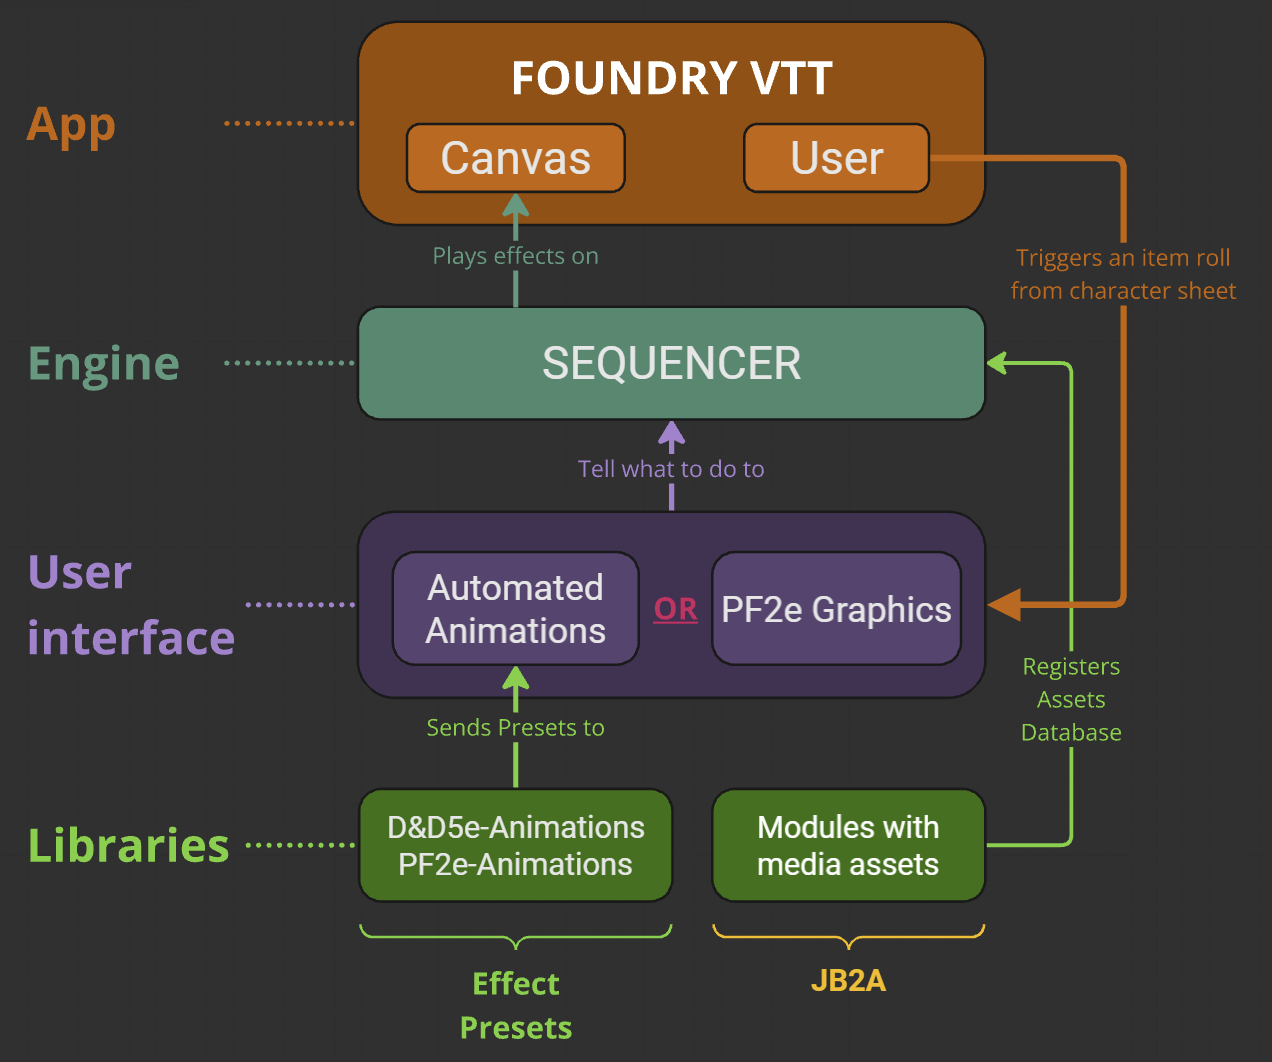 FOUNDRY VTT
App
Canvas
User
Plays effects on
Triggers an item roll
from character sheet
Engine
SEQUENCER
Tell what to do to
User
interface
Automated
Animations
OR
PF2e Graphics
Registers
Assets
Database
Sends Presets to
Libraries
D&D5e-Animations
PF2e-Animations
Modules with
media assets
Effect
Presets
JB2A